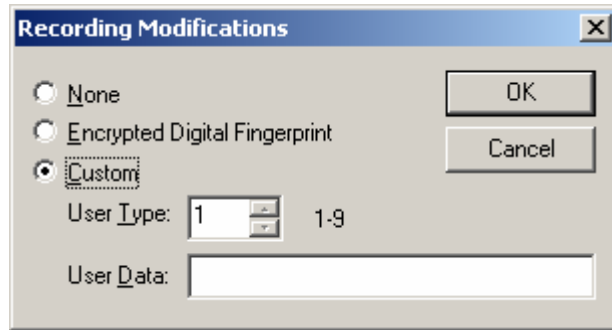 Recording Modifications
None
OK
Encrypted Digital Fingerprint
Cancel
Custom
User Type: 1 1-9
User Data: